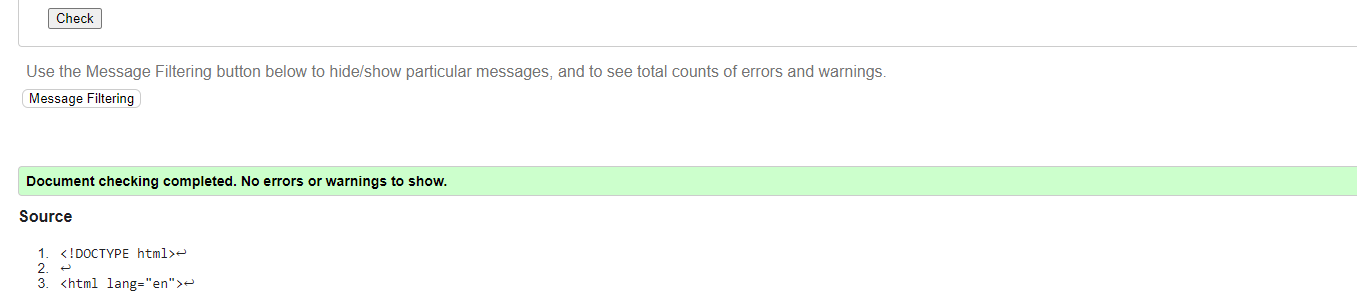 Check
Use the Message Filtering button below to hide/show particular messages, and to see total counts of errors and warnings.
Message Filtering
Document checking completed. No errors or warnings to show.
Source
1. <!DOCTYPE html>↩
2. ↩
3. <html lang="en">↩